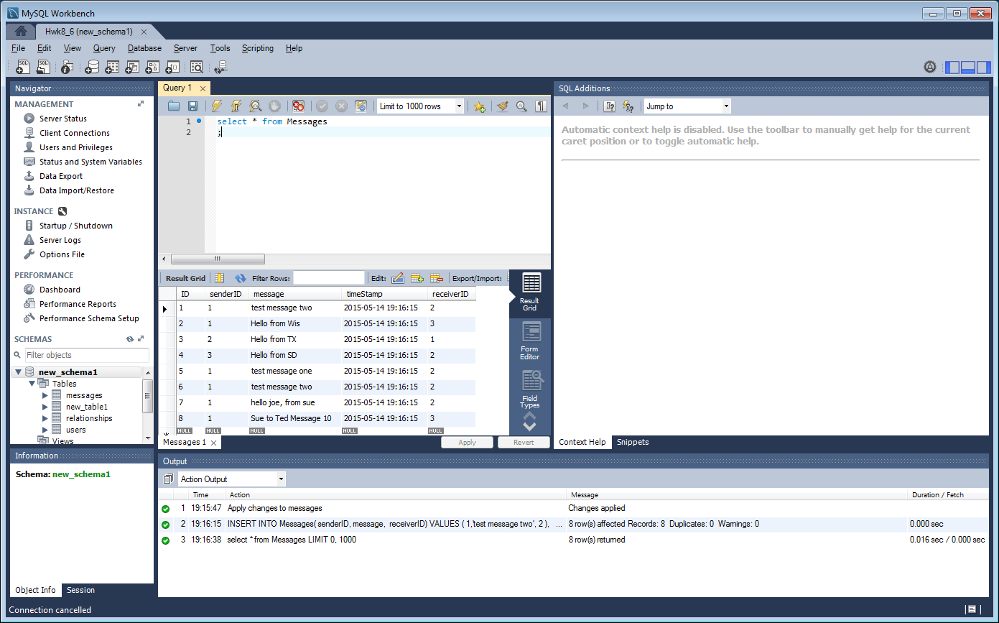 MySQL Workbench
Hwk8_6 (new_schema1)
File Edit View Query Database Server Tools Scripting Help
Navigator
MANAGEMENT
Server Status
Client Connections
Users and Privileges
Status and System Variables
Data Export
Data Import/Restore
INSTANCE
Startup / Shutdown
Server Logs
Options File
PERFORMANCE
Dashboard
Performance Reports
Performance Schema Setup
SCHEMAS
Filter objects
new_schema1
Tables
messages
new_table1
relationships
users
Views
Information
Schema: new_schema1
Object Info Session
Query 1
Limit to 1000 rows
1 select * from Messages
2 ;
Result Grid Filter Rows: Edit: Export/Import:
ID senderID message timeStamp receiverID
1 1 test message two 2015-05-14 19:16:15 2
2 1 Hello from Wis 2015-05-14 19:16:15 3
3 2 Hello from TX 2015-05-14 19:16:15 1
4 3 Hello from SD 2015-05-14 19:16:15 2
5 1 test message one 2015-05-14 19:16:15 2
6 1 test message two 2015-05-14 19:16:15 2
7 1 hello joe, from sue 2015-05-14 19:16:15 2
8 1 Sue to Ted Message 10 2015-05-14 19:16:15 3
NULL NULL NULL NULL NULL
Result
Grid
Form
Editor
Field
Types
Messages 1
Apply Revert
SQL Additions
Jump to
Automatic context help is disabled. Use the toolbar to manually get help for the current
caret position or to toggle automatic help.
Context Help Snippets
Output
Action Output
Time Action Message Duration / Fetch
1 19:15:47 Apply changes to messages Changes applied
2 19:16:15 INSERT INTO Messages( senderID, message, receiverID) VALUES ( 1,'test message two', 2 ), ... 8 row(s) affected Records: 8 Duplicates: 0 Warnings: 0 0.000 sec
3 19:16:38 select * from Messages LIMIT 0, 1000 8 row(s) returned 0.016 sec / 0.000 sec
Connection cancelled